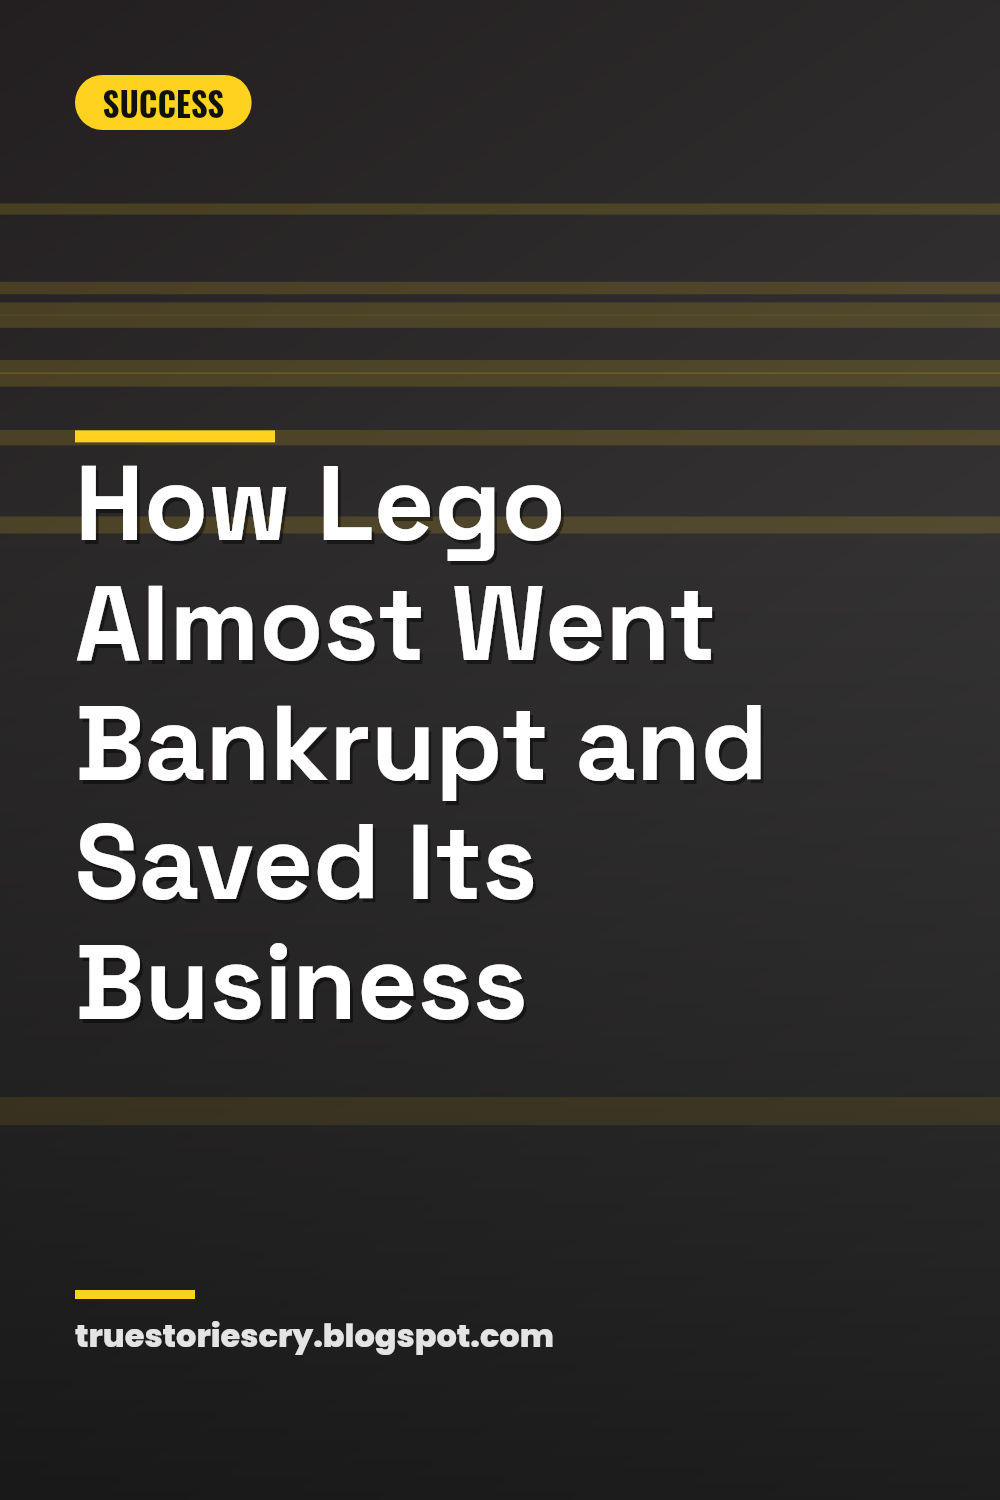 SUCCESS
How Lego
Almost Went
Bankrupt and
Saved Its
Business
truestoriescry.blogspot.com